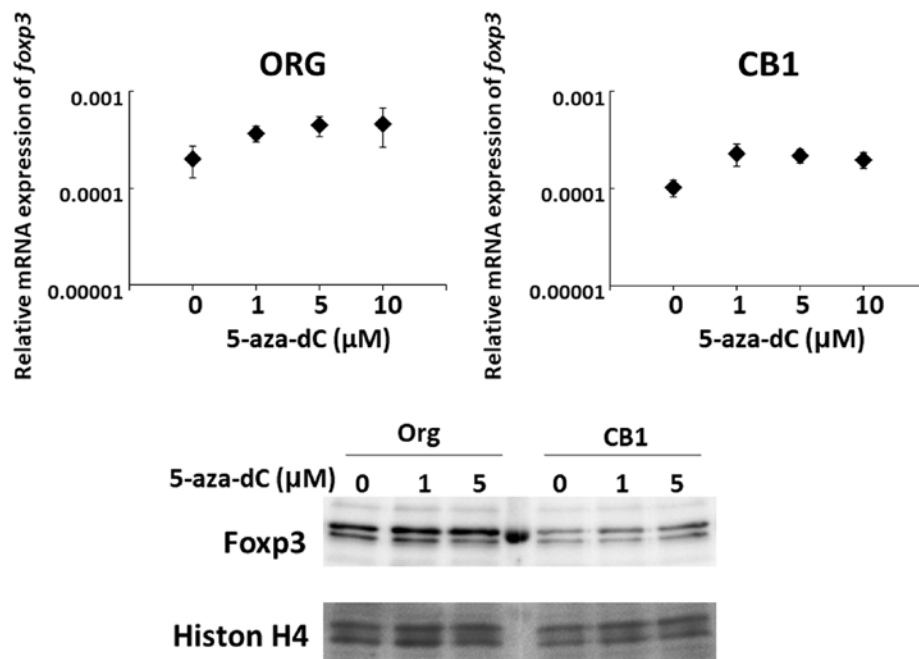 ORG
Relative mRNA expression of foxp3
0.001
0.0001
0.00001
0 1 5 10
5-aza-dC (µM)
CB1
Relative mRNA expression of foxp3
0.001
0.0001
0.00001
0 1 5 10
5-aza-dC (µM)
Org CB1
5-aza-dC (µM) 0 1 5 0 1 5
Foxp3
Histon H4